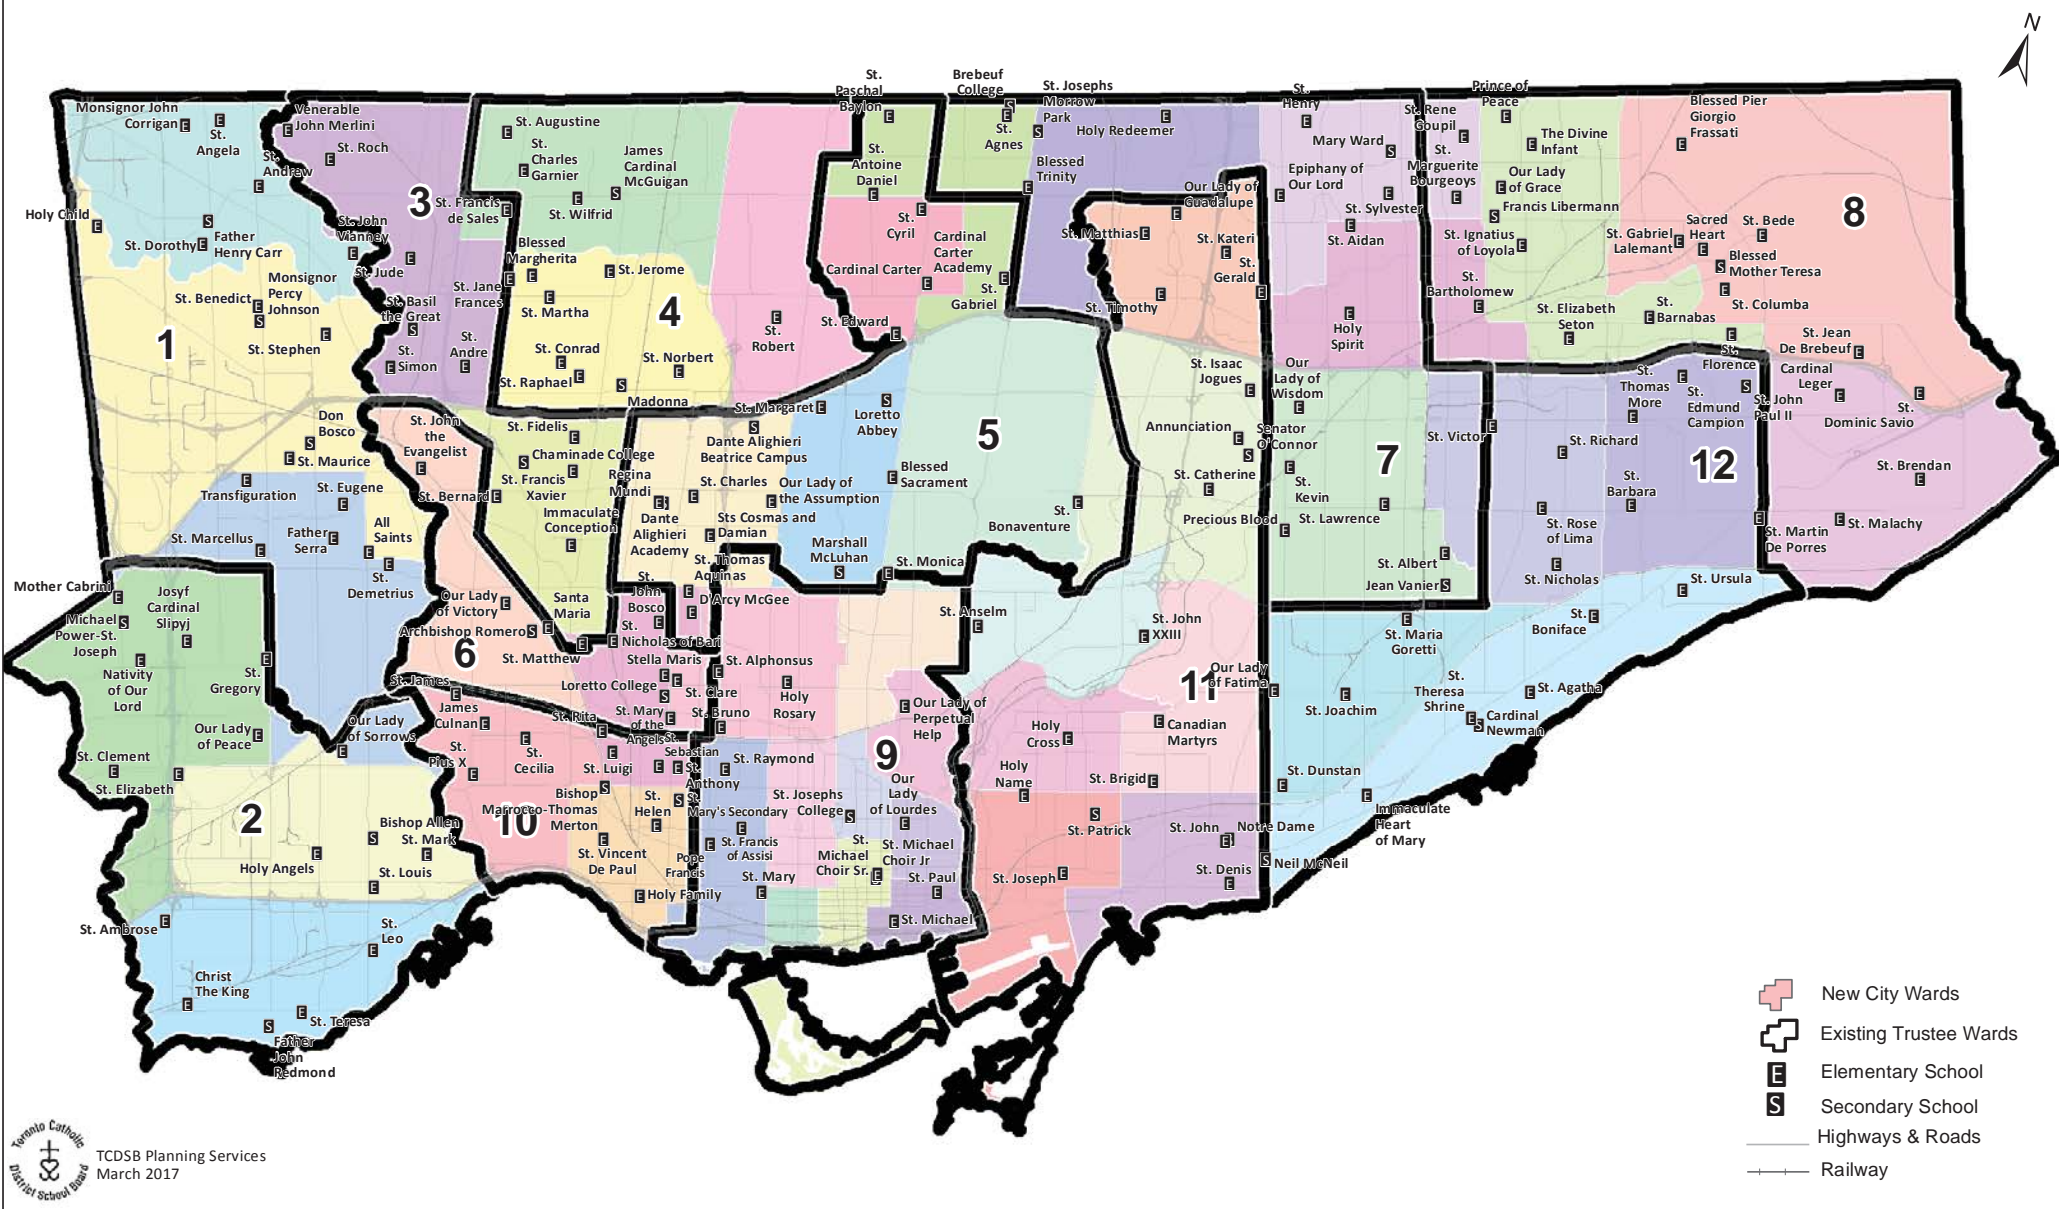 N
St.
Paschal
Baylon
Brebeuf
College
St. Josephs
Morrow
Park
St.
Henry
Prince of
Peace
Monsignor John
Corrigan
St.
Angela
Venerable
John Merlini
St. Roch
St.
Andrew
St. Augustine
St.
Charles
Garnier
James
Cardinal
McGuigan
St. Wilfrid
St. Francis
de Sales
St.
Antoine
Daniel
St.
Agnes
Holy Redeemer
Blessed
Trinity
Mary Ward
Epiphany of
Our Lord
St. Sylvester
St. Aidan
St. Rene
Goupil
St.
Marguerite
Bourgeoys
The Divine
Infant
Our Lady
of Grace
Francis Libermann
Blessed Pier
Giorgio
Frassati
3
8
Holy Child
St. Dorothy
Father
Henry Carr
St. John
Vianney
St. Jude
Blessed
Margherita
St. Jerome
St.
Cyril
Cardinal Carter
Cardinal
Carter
Academy
St.
Gabriel
Our Lady of
Guadalupe
St. Matthias
St. Kateri
St.
Gerald
St. Timothy
St. Ignatius
of Loyola
St.
Bartholomew
St. Gabriel
Lalement
Sacred
Heart
St. Bede
Blessed
Mother Teresa
St. Columba
St.
Barnabas
St. Elizabeth
Seton
St.
Florence
St. Jean
De Brebeuf
St. Benedict
Monsignor
Percy
Johnson
St. Stephen
1
St. Basil
the Great
St.
Simon
St. Jane
Frances
St.
Andre
St. Martha
4
St. Conrad
St. Norbert
St. Raphael
Madonna
St.
Robert
St. Edward
Holy
Spirit
St. Isaac
Jogues
Our
Lady of
Wisdom
St.
Thomas
More
St.
Edmund
Campion
St. John
Paul II
Cardinal
Leger
St.
Dominic Savio
Don
Bosco
St. Maurice
St. John
the
Evangelist
St. Fidelis
Chaminade College
St. Francis
Xavier
St. Bernard
Regina
Mundi
Immaculate
Conception
St. Margaret
Dante Alighieri
Beatrice Campus
St. Charles
Dante
Alighieri
Academy
Our Lady of
the Assumption
Sts Cosmas and
Damian
Loretto
Abbey
Blessed
Sacrament
5
St.
Bonaventure
Annunciation
Senator
O'Connor
St. Catherine
Precious Blood
St.
Kevin
St. Lawrence
7
St. Victor
St. Albert
Jean Vanier
St. Richard
St.
Barbara
12
St. Rose
of Lima
St. Nicholas
St. Brendan
St. Malachy
St. Martin
De Porres
Transfiguration
St. Eugene
St. Marcellus
Father
Serra
All
Saints
St.
Demetrius
Marshall
McLuhan
St. Monica
St. Thomas
Aquinas
D'Arcy McGee
St.
John
Bosco
St.
Nicholas of Bari
Mother Cabrini
Michael
Power-St.
Joseph
Josyf
Cardinal
Slipyj
Nativity
of Our
Lord
St.
Gregory
Our Lady
of Peace
St. Clement
St. Elizabeth
Our Lady
of Victory
Archbishop Romero
Santa
Maria
St. Matthew
6
St. James
James
Culnan
Our Lady
of Sorrows
St.
Pius X
St.
Cecilia
St. Rita
St. Luigi
Stella Maris
Loretto College
St. Clare
St. Mary
of the
Angels
St. Bruno
St. Alphonsus
Holy
Rosary
St. Anselm
Our Lady of
Perpetual
Help
St. John
XXIII
11
Our Lady
of Fatima
St. Maria
Goretti
St.
Boniface
St. Ursula
St. Joachim
St.
Theresa
Shrine
St. Agatha
Cardinal
Newman
St. Dunstan
Immaculate
Heart
of Mary
2
Bishop Allen
St. Mark
Holy Angels
St. Louis
10
Bishop
Marrocco-Thomas
Merton
St.
Helen
St. Vincent
De Paul
Holy Family
St.
Sebastian
St.
Anthony
St. Raymond
St.
Mary's Secondary
St. Francis
of Assisi
Pope
Francis
St. Mary
9
Our
Lady
of Lourdes
St. Josephs
College
St.
Michael
Choir Sr.
St. Michael
Choir Jr
St. Paul
St. Michael
Holy
Cross
Holy
Name
Canadian
Martyrs
St. Brigid
St. Patrick
St. Joseph
St. John
Notre Dame
St. Denis
Neil McNeil
St. Ambrose
St.
Leo
Christ
The King
St. Teresa
Father
John
Redmond
New City Wards
Existing Trustee Wards
E
Elementary School
S
Secondary School
Highways & Roads
Railway
Toronto Catholic
District School Board
TCDSB Planning Services
March 2017